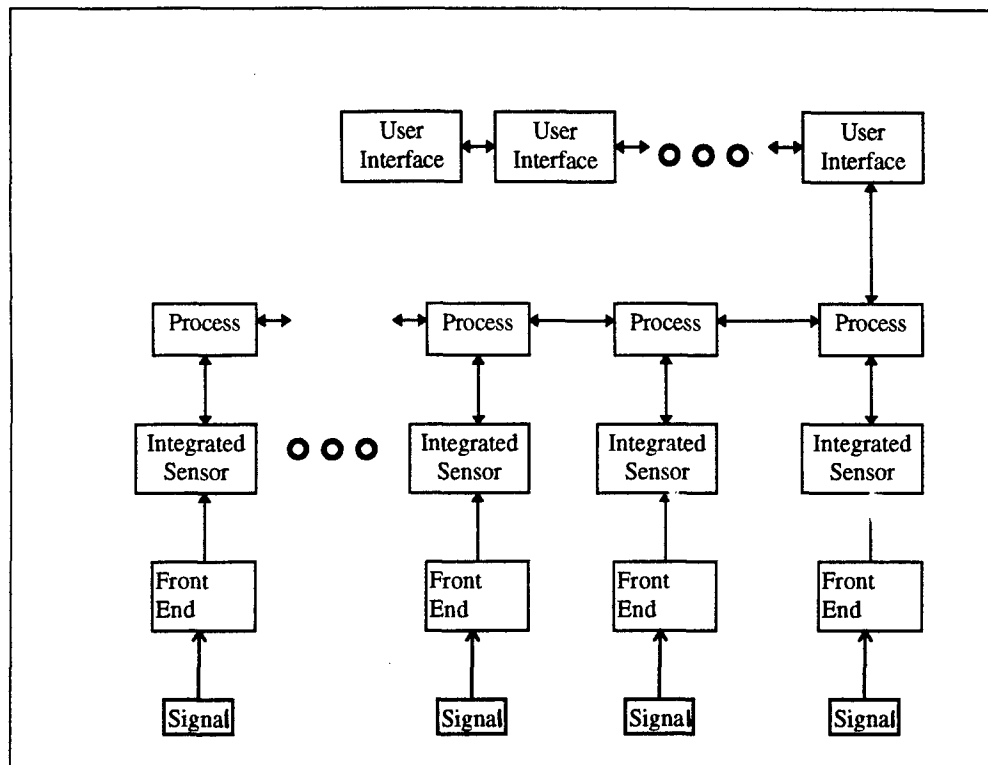 User
Interface
User
Interface
User
Interface
Process
Process
Process
Process
Integrated
Sensor
Integrated
Sensor
Integrated
Sensor
Integrated
Sensor
Front
End
Front
End
Front
End
Front
End
Signal
Signal
Signal
Signal